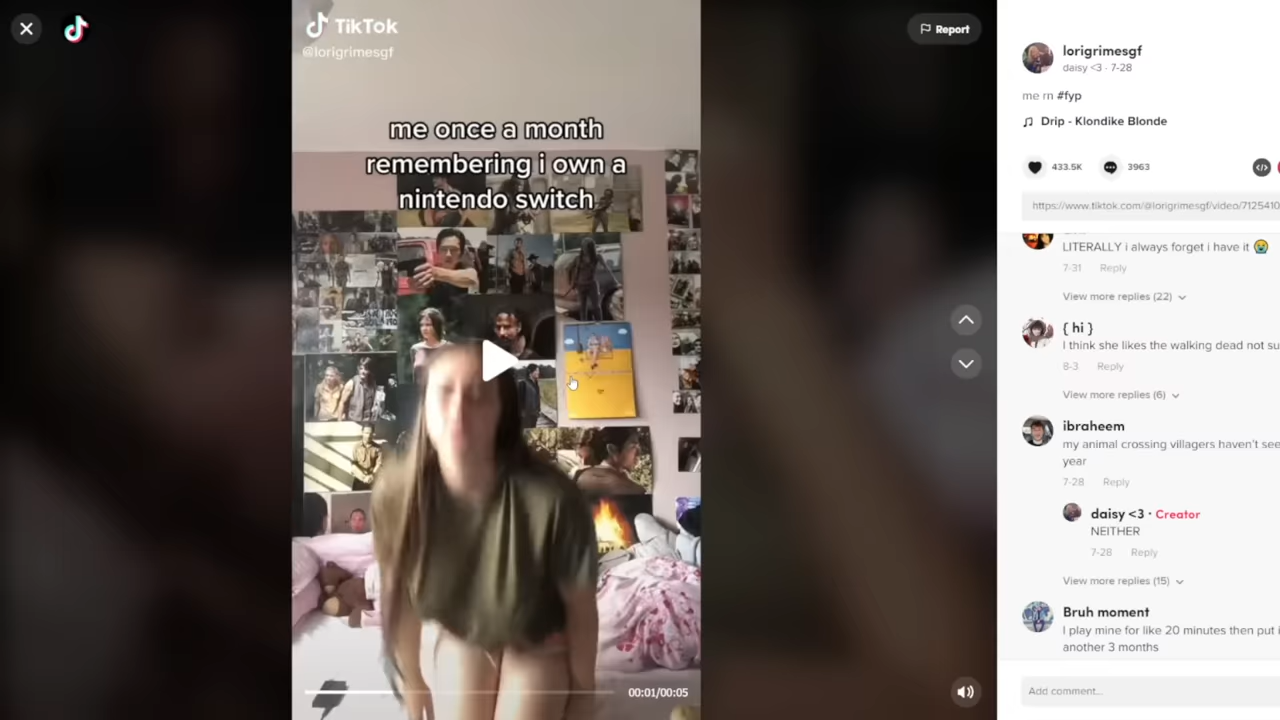 TikTok
@lorigrimesgf
Report
me once a month
remembering i own a
nintendo switch
00:01/00:05
lorigrimesgf
daisy <3 · 7-28
me rn #fyp
Drip - Klondike Blonde
433.5K
3963
https://www.tiktok.com/@lorigrimesgf/video/7125410
LITERALLY i always forget i have it 😭
7-31 Reply
View more replies (22)
{ hi }
I think she likes the walking dead not su
8-3 Reply
View more replies (6)
ibraheem
my animal crossing villagers haven't see
year
7-28 Reply
daisy <3 · Creator
NEITHER
7-28 Reply
View more replies (15)
Bruh moment
I play mine for like 20 minutes then put i
another 3 months
Add comment...